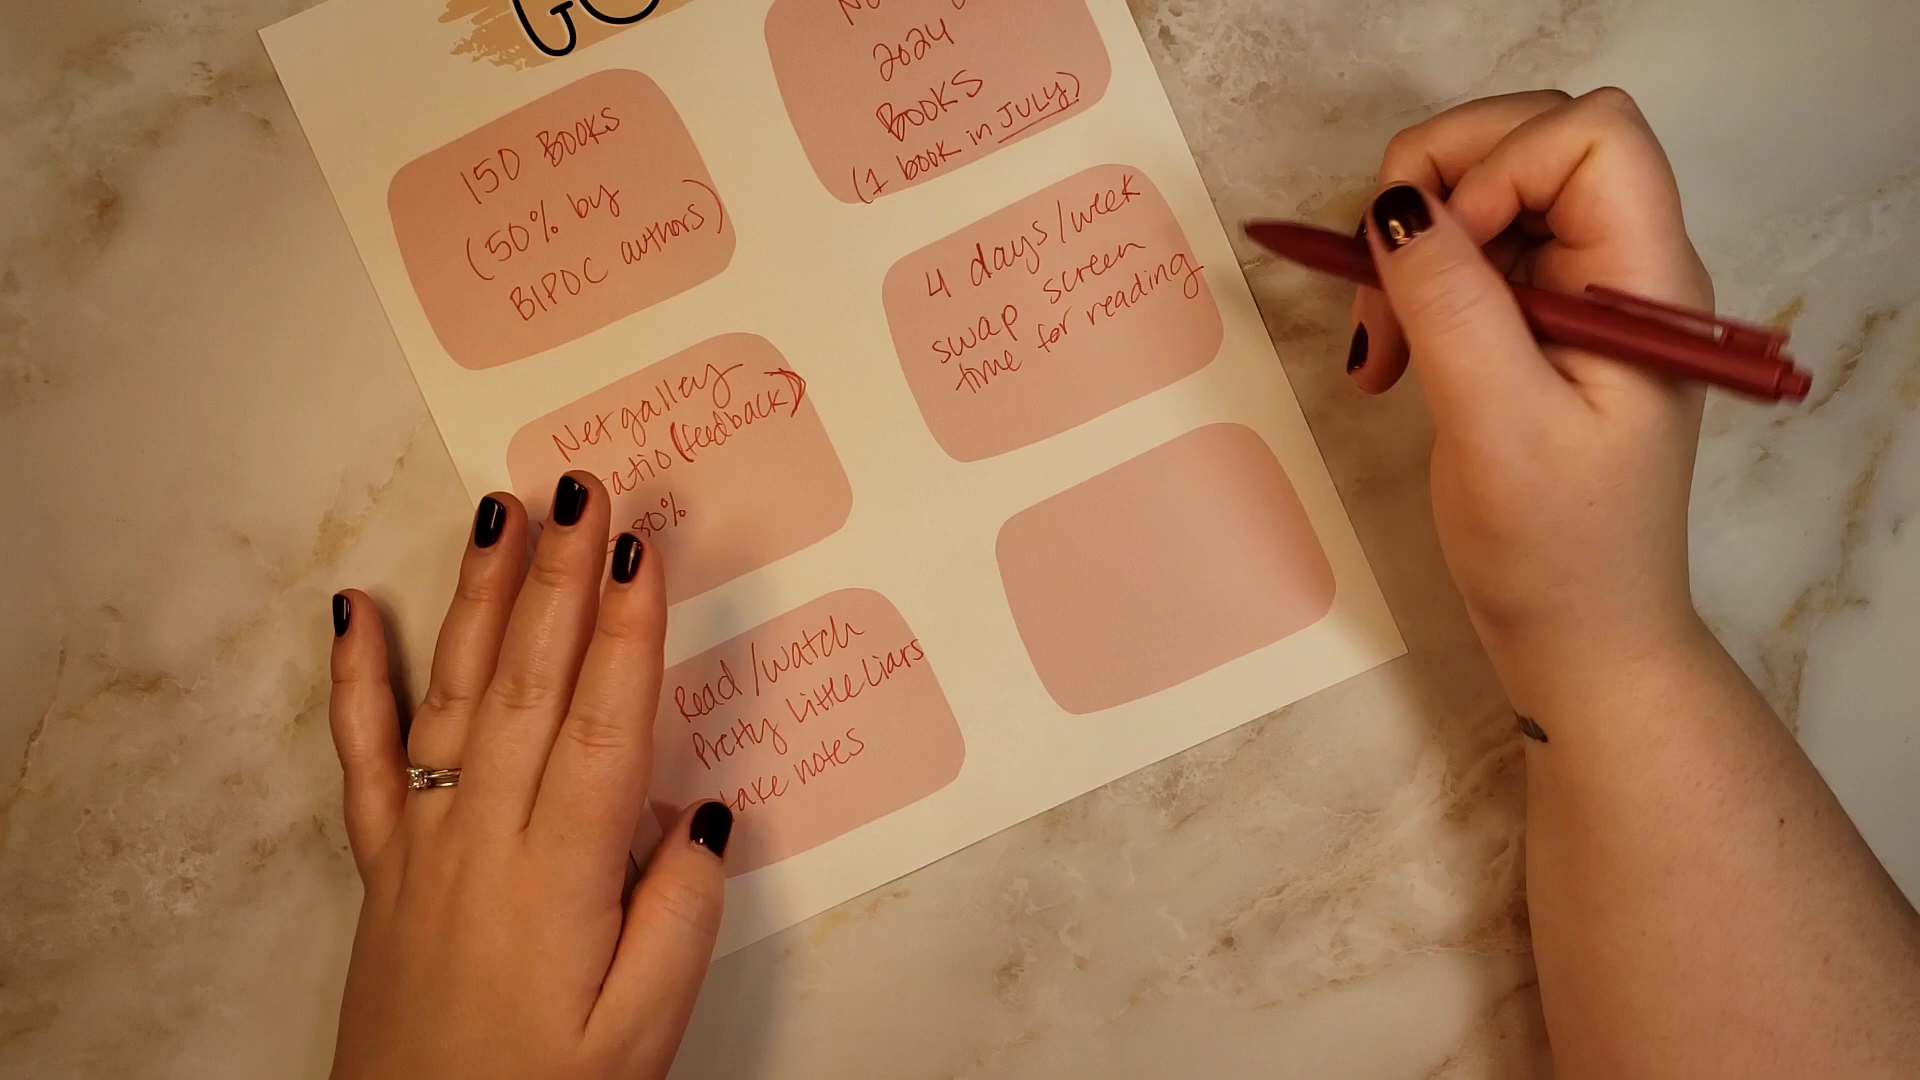 150 BOOKS
(50% by
BIPOC authors)
2024
BOOKS
(1 book in JULY)
Netgalley
ratio (feedback)
80%
4 days/week
swap screen
time for reading
Read/watch
Pretty Little Liars
take notes